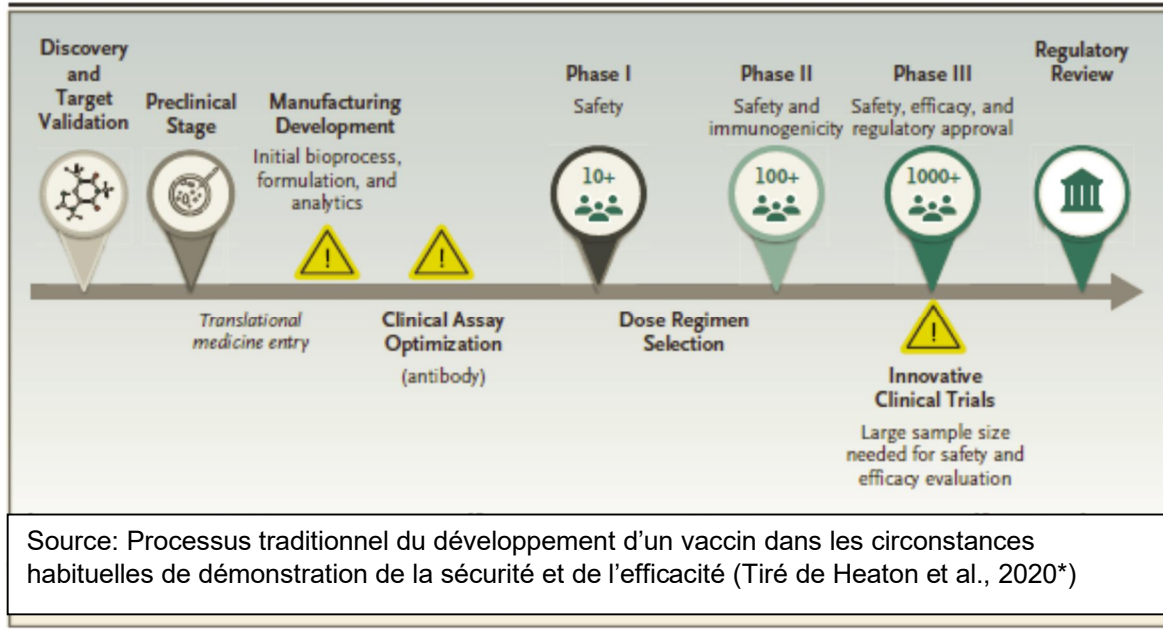 Discovery
and
Target
Validation
Preclinical
Stage
Manufacturing
Development
Initial bioprocess,
formulation, and
analytics
Phase I
Safety
10+
Phase II
Safety and
immunogenicity
100+
Phase III
Safety, efficacy, and
regulatory approval
1000+
Regulatory
Review
!
!
Translational
medicine entry
Clinical Assay
Optimization
(antibody)
Dose Regimen
Selection
!
Innovative
Clinical Trials
Large sample size
needed for safety and
efficacy evaluation
Source: Processus traditionnel du développement d’un vaccin dans les circonstances
habituelles de démonstration de la sécurité et de l’efficacité (Tiré de Heaton et al., 2020*)